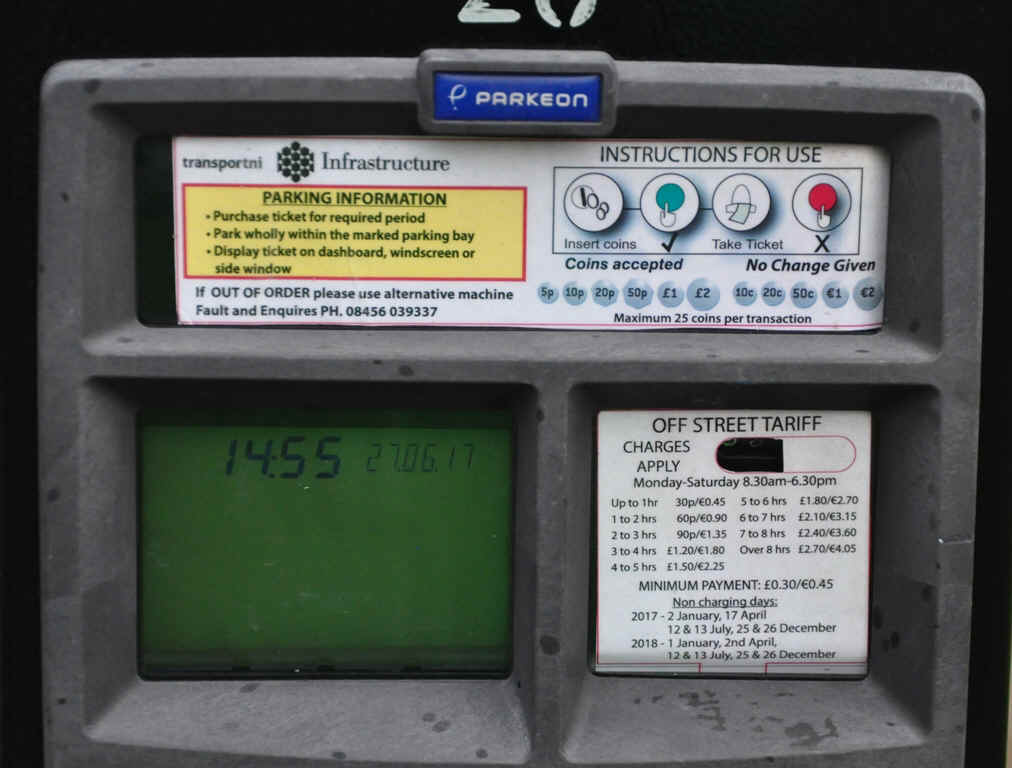 PARKEON
transportni Infrastructure
PARKING INFORMATION
• Purchase ticket for required period
• Park wholly within the marked parking bay
• Display ticket on dashboard, windscreen or
side window
If OUT OF ORDER please use alternative machine
Fault and Enquires PH. 08456 039337
INSTRUCTIONS FOR USE
Insert coins ✓ Take Ticket X
Coins accepted No Change Given
5p 10p 20p 50p £1 £2 10c 20c 50c €1 €2
Maximum 25 coins per transaction
14:55 27.06.17
OFF STREET TARIFF
CHARGES
APPLY
Monday-Saturday 8.30am-6.30pm
Up to 1hr 30p/€0.45 5 to 6 hrs £1.80/€2.70
1 to 2 hrs 60p/€0.90 6 to 7 hrs £2.10/€3.15
2 to 3 hrs 90p/€1.35 7 to 8 hrs £2.40/€3.60
3 to 4 hrs £1.20/€1.80 Over 8 hrs £2.70/€4.05
4 to 5 hrs £1.50/€2.25
MINIMUM PAYMENT: £0.30/€0.45
Non charging days:
2017 - 2 January, 17 April
12 & 13 July, 25 & 26 December
2018 - 1 January, 2nd April,
12 & 13 July, 25 & 26 December